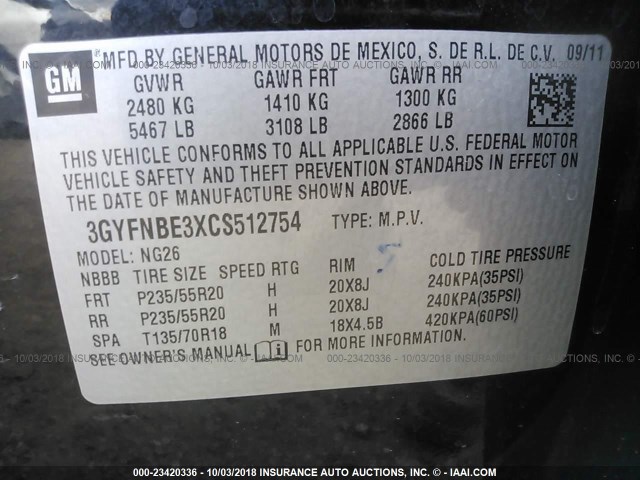 GM
MFD BY GENERAL MOTORS DE MEXICO, S. DE R.L. DE C.V. 09/11
GVWR GAWR FRT GAWR RR
2480 KG 1410 KG 1300 KG
5467 LB 3108 LB 2866 LB
THIS VEHICLE CONFORMS TO ALL APPLICABLE U.S. FEDERAL MOTOR
VEHICLE SAFETY AND THEFT PREVENTION STANDARDS IN EFFECT ON
THE DATE OF MANUFACTURE SHOWN ABOVE.
3GYFNBE3XCS512754 TYPE: M.P.V.
MODEL: NG26
NBBB TIRE SIZE SPEED RTG RIM COLD TIRE PRESSURE
FRT P235/55R20 H 20X8J 240KPA(35PSI)
RR P235/55R20 H 20X8J 240KPA(35PSI)
SPA T135/70R18 M 18X4.5B 420KPA(60PSI)
SEE OWNER'S MANUAL i FOR MORE INFORMATION.
000-23420336 - 10/03/2018 INSURANCE AUTO AUCTIONS, INC. - IAAI.COM